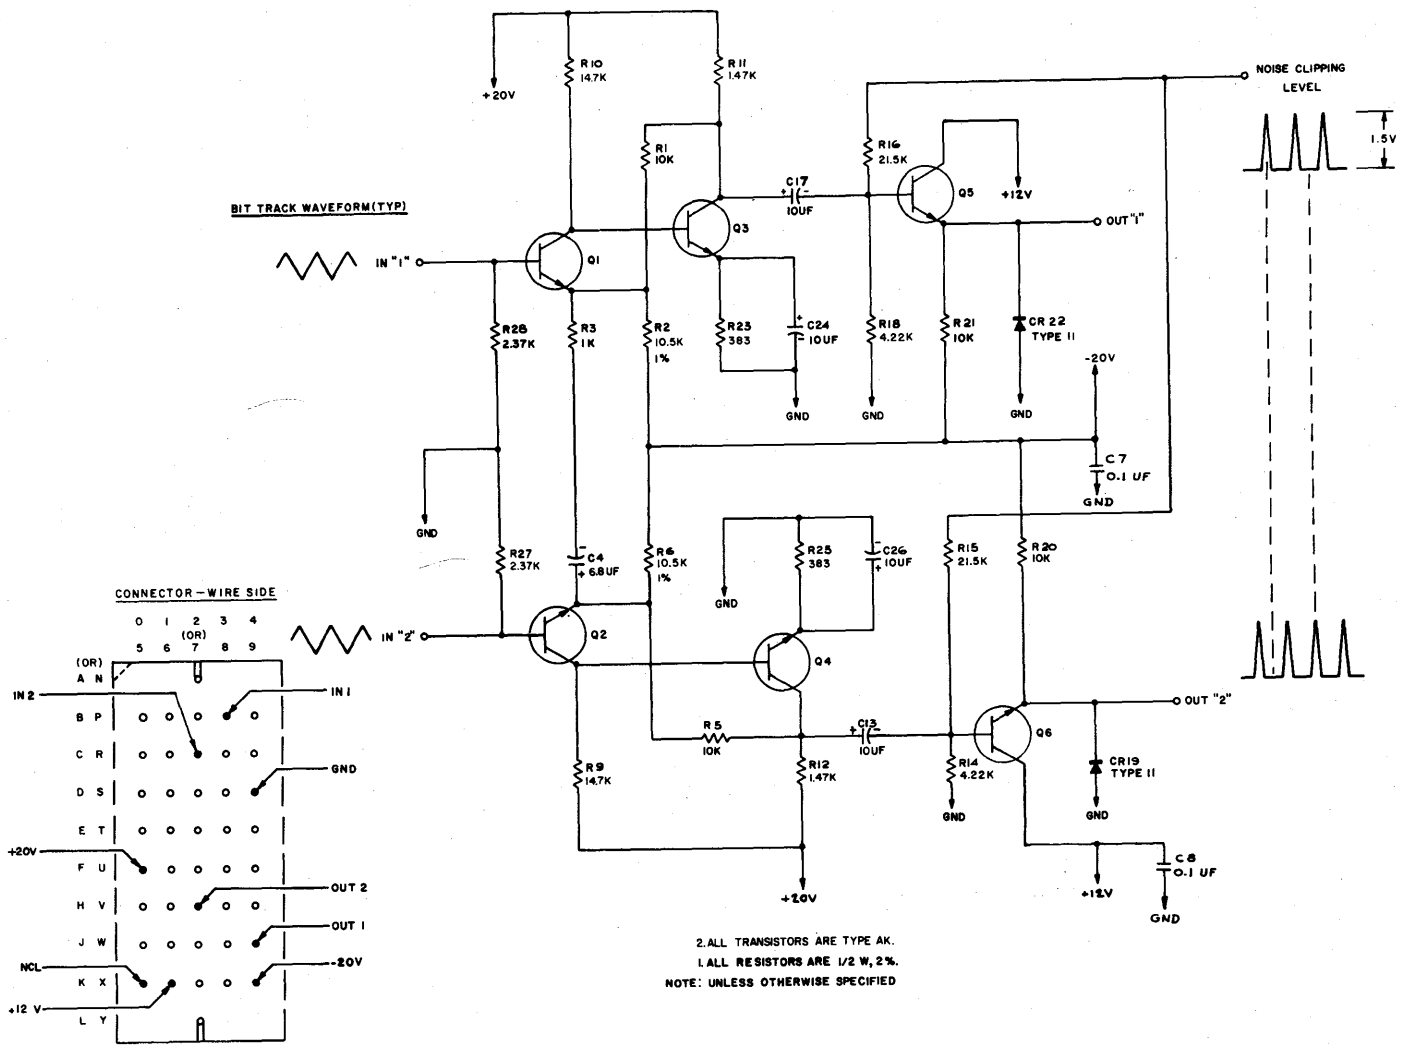 R10
14.7K
R11
1.47K
+20V
NOISE CLIPPING
LEVEL
1.5V
R1
10K
R16
21.5K
C17
+ -
10UF
Q5
+12V
BIT TRACK WAVEFORM(TYP)
Q3
OUT "1"
IN "1"
Q1
R28
2.37K
R3
1K
R2
10.5K
1%
R23
383
+
C24
- 10UF
R18
4.22K
R21
10K
CR 22
TYPE 11
-20V
GND
GND
GND
C7
0.1 UF
GND
GND
R27
2.37K
-
C4
+ 6.8UF
R6
10.5K
1%
R25
383
-
C26
10UF
+
R15
21.5K
R20
10K
GND
CONNECTOR-WIRE SIDE
0 1 2 3 4
(OR)
5 6 7 8 9
IN "2"
Q2
Q4
(OR)
A N
IN 2
IN 1
B P
C R
GND
D S
E T
+20V
F U
OUT 2
H V
OUT 1
J W
NCL
-20V
K X
+12 V
L Y
R5
10K
C13
+ -
10UF
Q6
OUT "2"
R9
14.7K
R12
1.47K
R14
4.22K
CR19
TYPE 11
GND
GND
+20V
+12V
C8
0.1 UF
GND
2.ALL TRANSISTORS ARE TYPE AK.
1.ALL RESISTORS ARE 1/2 W, 2%.
NOTE: UNLESS OTHERWISE SPECIFIED